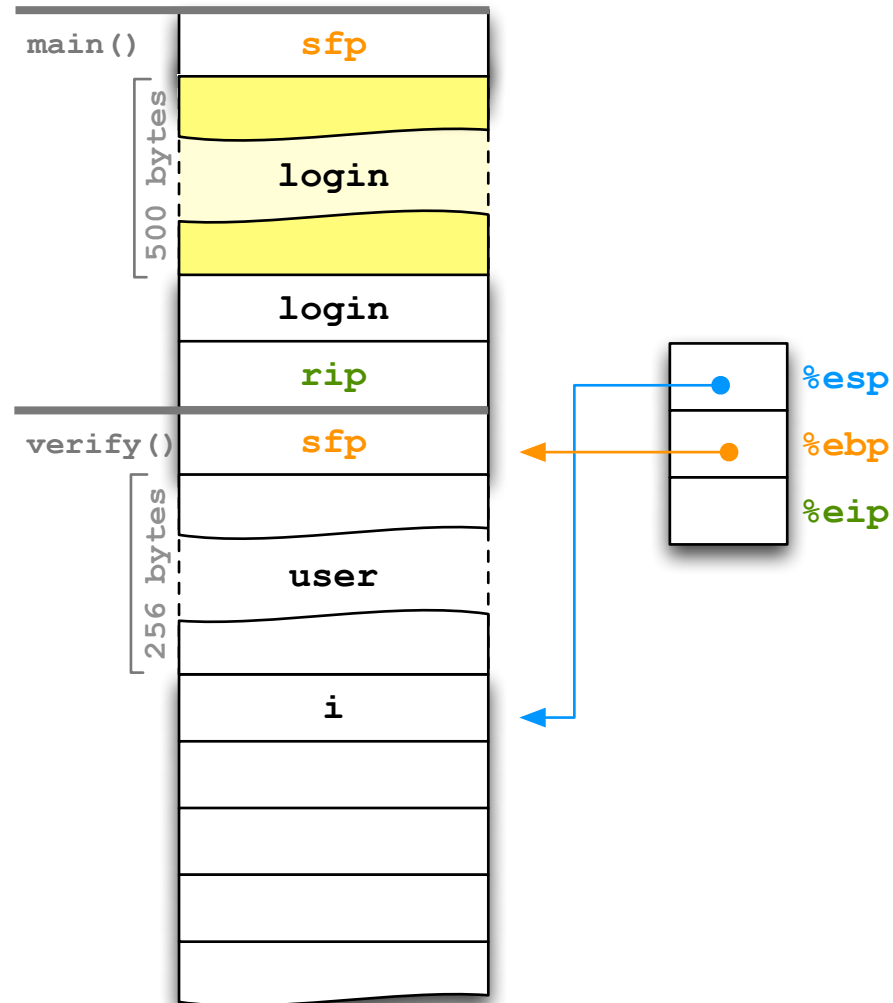 main()
sfp
500 bytes
login
login
rip
%esp
verify()
sfp
%ebp
%eip
256 bytes
user
i